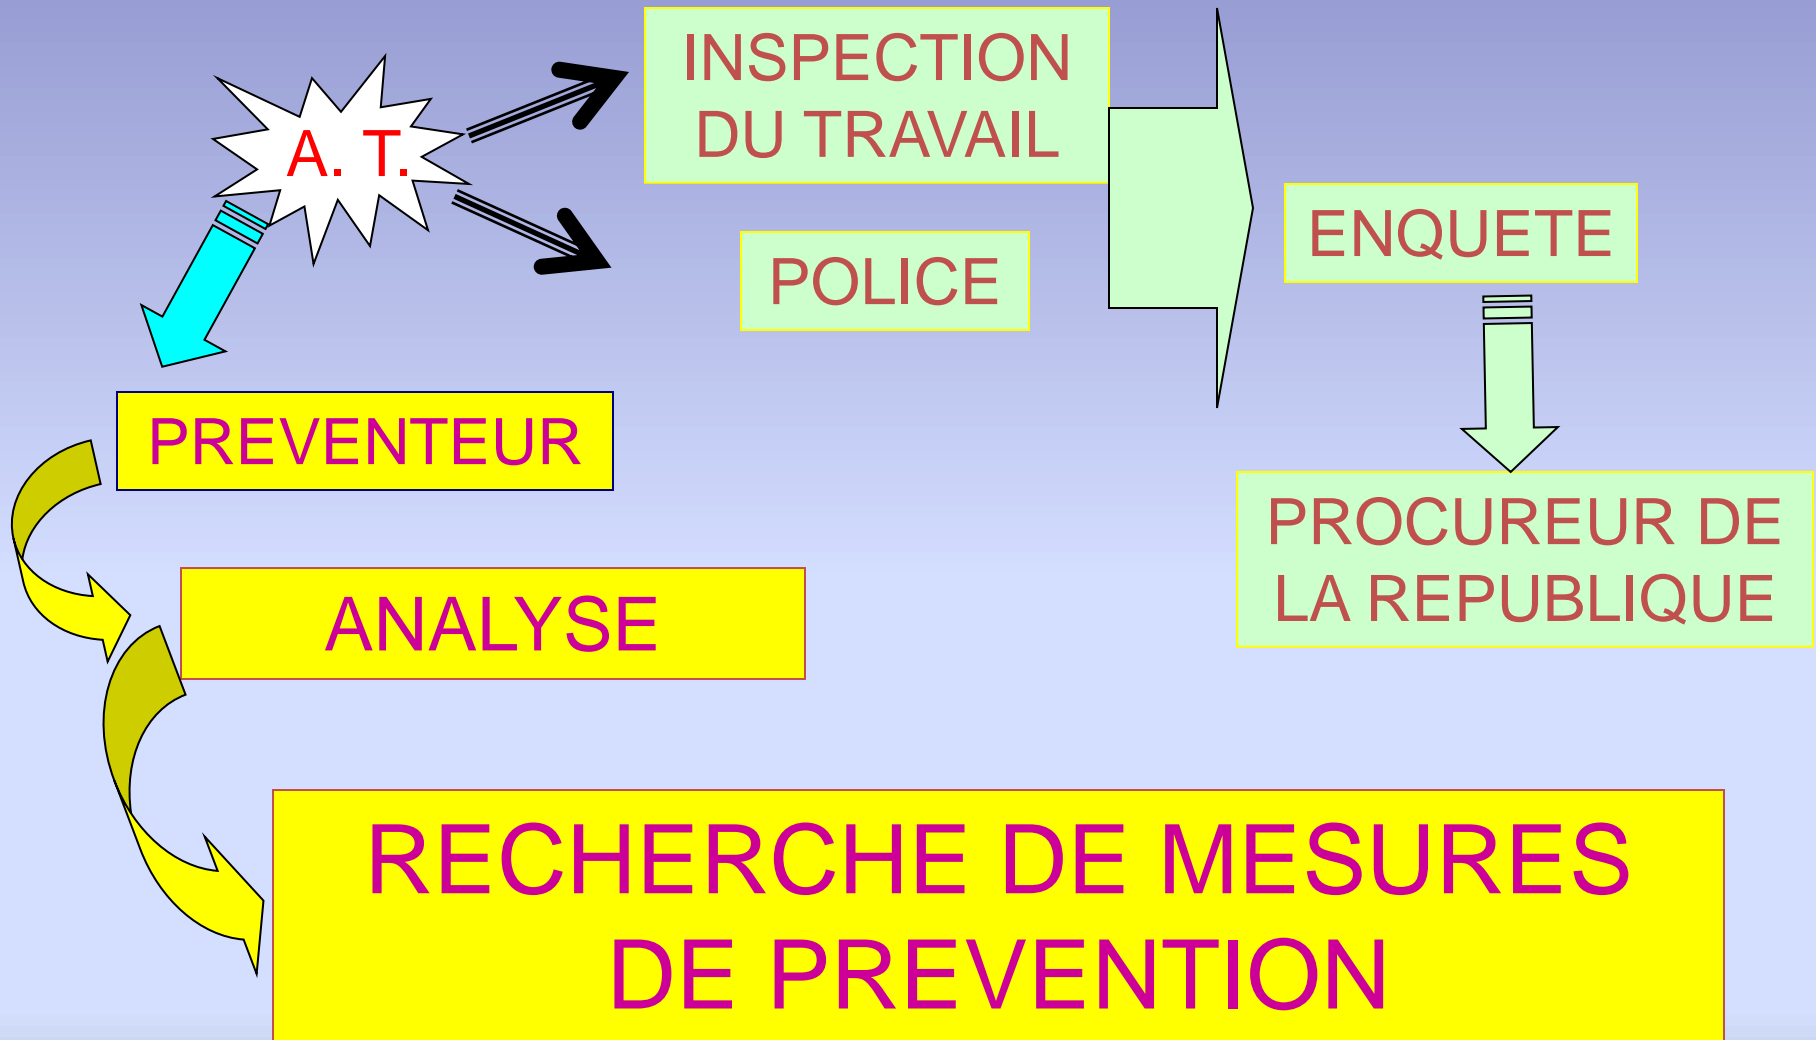 A. T.
INSPECTION
DU TRAVAIL
POLICE
ENQUETE
PROCUREUR DE
LA REPUBLIQUE
PREVENTEUR
ANALYSE
RECHERCHE DE MESURES
DE PREVENTION